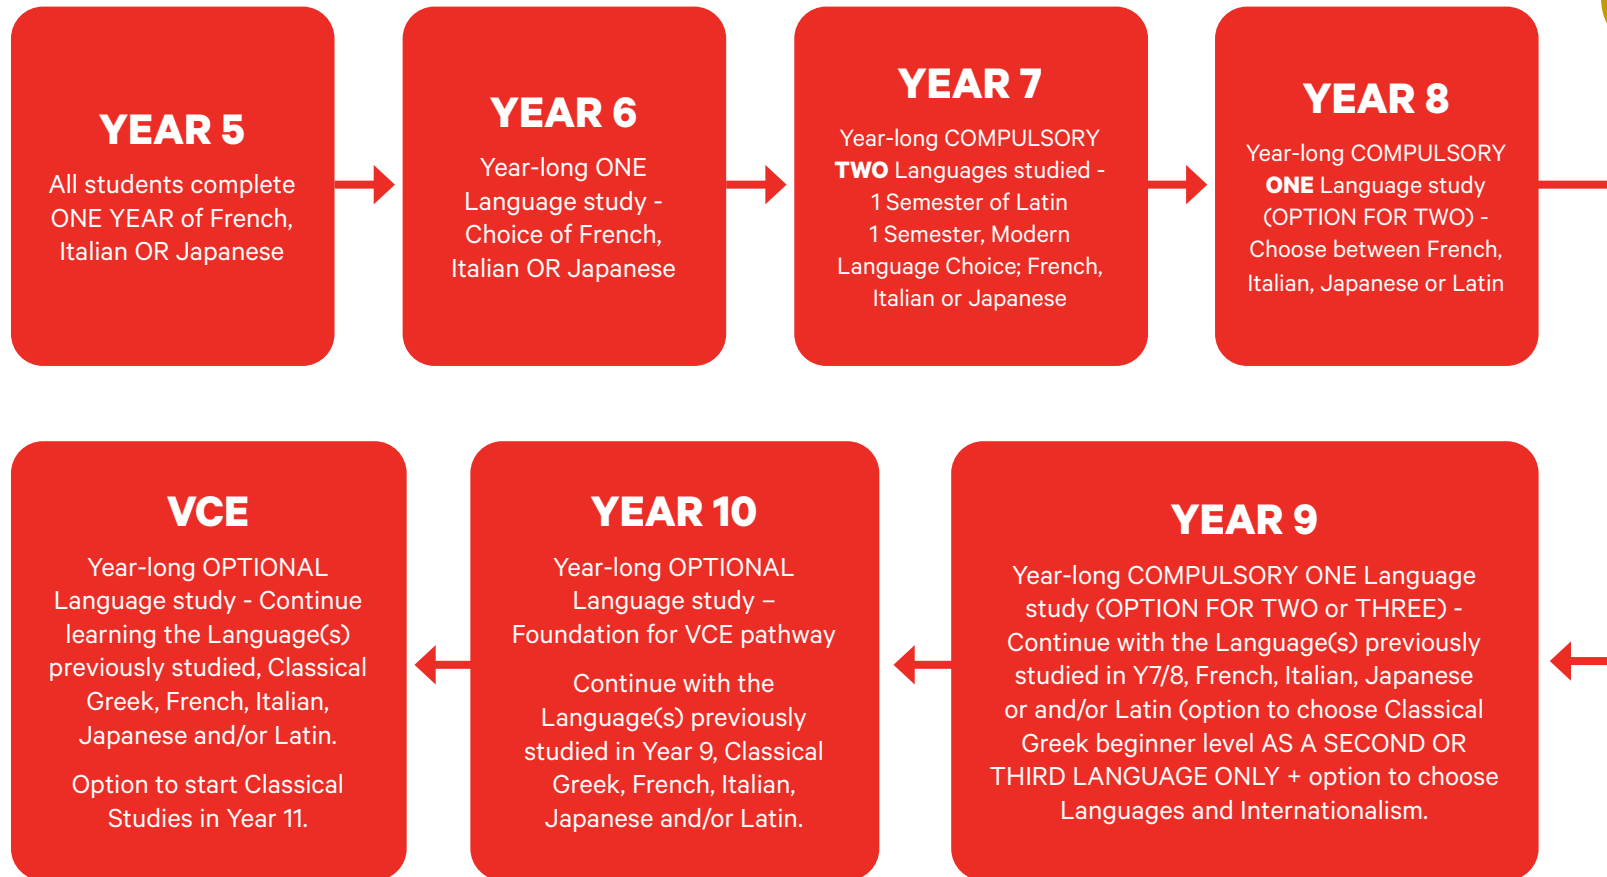 YEAR 5
All students complete
ONE YEAR of French,
Italian OR Japanese
YEAR 6
Year-long ONE
Language study -
Choice of French,
Italian OR Japanese
YEAR 7
Year-long COMPULSORY
TWO Languages studied -
1 Semester of Latin
1 Semester, Modern
Language Choice; French,
Italian or Japanese
YEAR 8
Year-long COMPULSORY
ONE Language study
(OPTION FOR TWO) -
Choose between French,
Italian, Japanese or Latin
YEAR 9
Year-long COMPULSORY ONE Language
study (OPTION FOR TWO or THREE) -
Continue with the Language(s) previously
studied in Y7/8, French, Italian, Japanese
or and/or Latin (option to choose Classical
Greek beginner level AS A SECOND OR
THIRD LANGUAGE ONLY + option to choose
Languages and Internationalism.
YEAR 10
Year-long OPTIONAL
Language study –
Foundation for VCE pathway
Continue with the
Language(s) previously
studied in Year 9, Classical
Greek, French, Italian,
Japanese and/or Latin.
VCE
Year-long OPTIONAL
Language study - Continue
learning the Language(s)
previously studied, Classical
Greek, French, Italian,
Japanese and/or Latin.
Option to start Classical
Studies in Year 11.